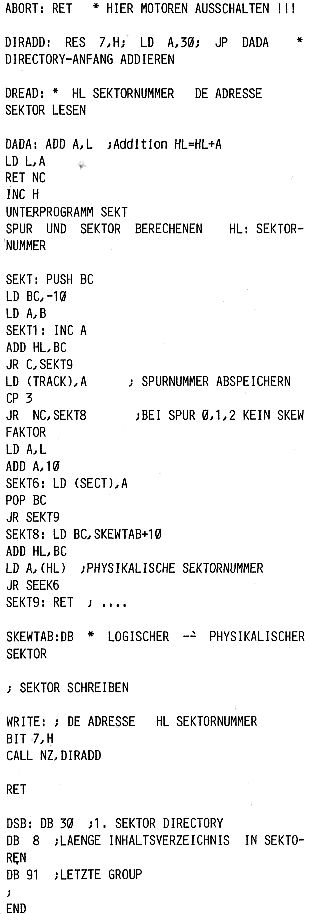 ABORT: RET * HIER MOTOREN AUSSCHALTEN !!!
DIRADD: RES 7,H; LD A,30; JP DADA *
DIRECTORY-ANFANG ADDIEREN
DREAD: * HL SEKTORNUMMER DE ADRESSE
SEKTOR LESEN
DADA: ADD A,L ;Addition HL=HL+A
LD L,A
RET NC
INC H
UNTERPROGRAMM SEKT
SPUR UND SEKTOR BERECHENEN HL: SEKTOR-
NUMMER
SEKT: PUSH BC
LD BC,-10
LD A,B
SEKT1: INC A
ADD HL,BC
JR C,SEKT9
LD (TRACK),A ; SPURNUMMER ABSPEICHERN
CP 3
JR NC,SEKT8 ;BEI SPUR 0,1,2 KEIN SKEW
FAKTOR
LD A,L
ADD A,10
SEKT6: LD (SECT),A
POP BC
JR SEKT9
SEKT8: LD BC,SKEWTAB+10
ADD HL,BC
LD A,(HL) ;PHYSIKALISCHE SEKTORNUMMER
JR SEEK6
SEKT9: RET ; ....
SKEWTAB:DB * LOGISCHER -- PHYSIKALISCHER
SEKTOR
; SEKTOR SCHREIBEN
WRITE: ; DE ADRESSE HL SEKTORNUMMER
BIT 7,H
CALL NZ,DIRADD
RET
DSB: DB 30 ;1. SEKTOR DIRECTORY
DB 8 ;LAENGE INHALTSVERZEICHNIS IN SEKTO-
REN
DB 91 ;LETZTE GROUP
;
END